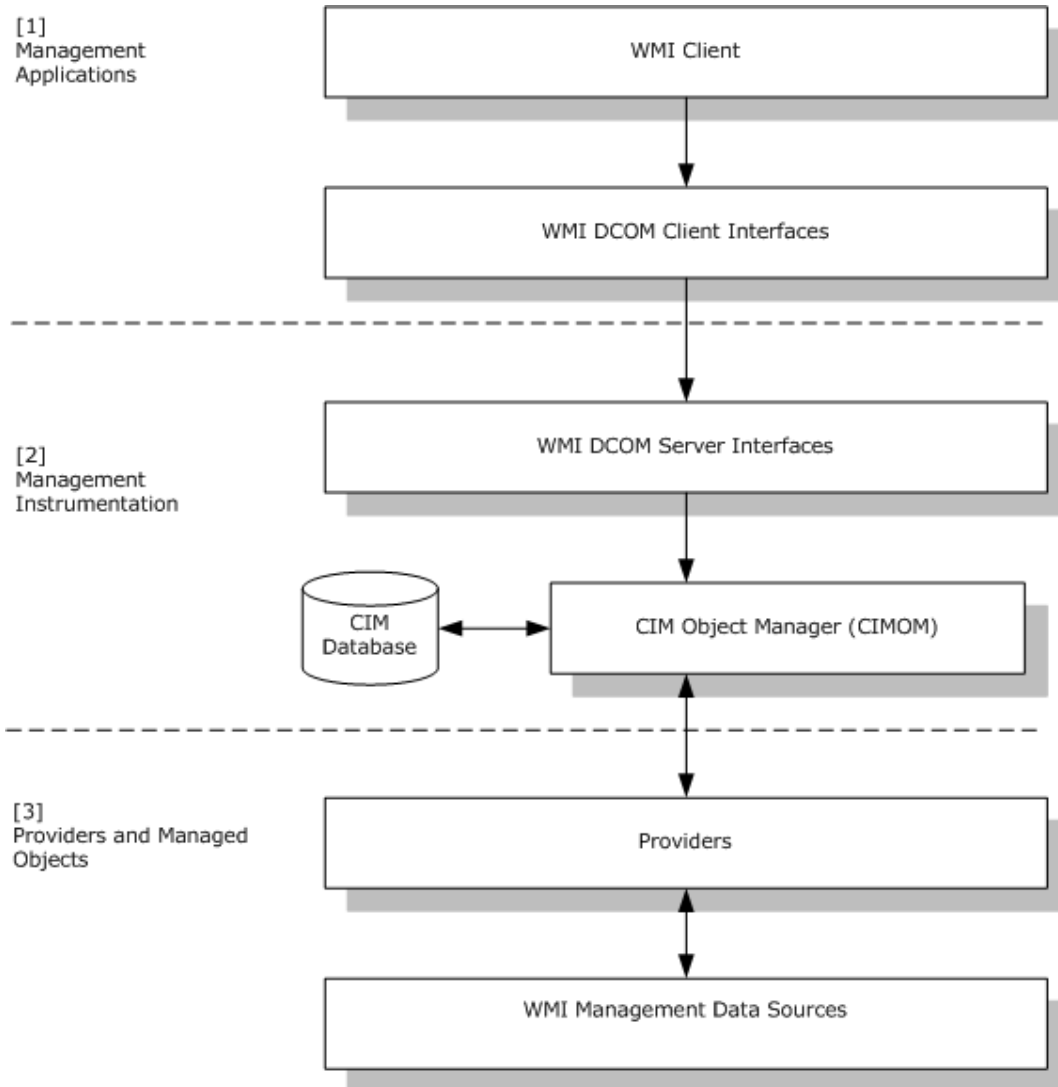 [1]
Management
Applications
WMI Client
WMI DCOM Client Interfaces
[2]
Management
Instrumentation
WMI DCOM Server Interfaces
CIM
Database
CIM Object Manager (CIMOM)
[3]
Providers and Managed
Objects
Providers
WMI Management Data Sources